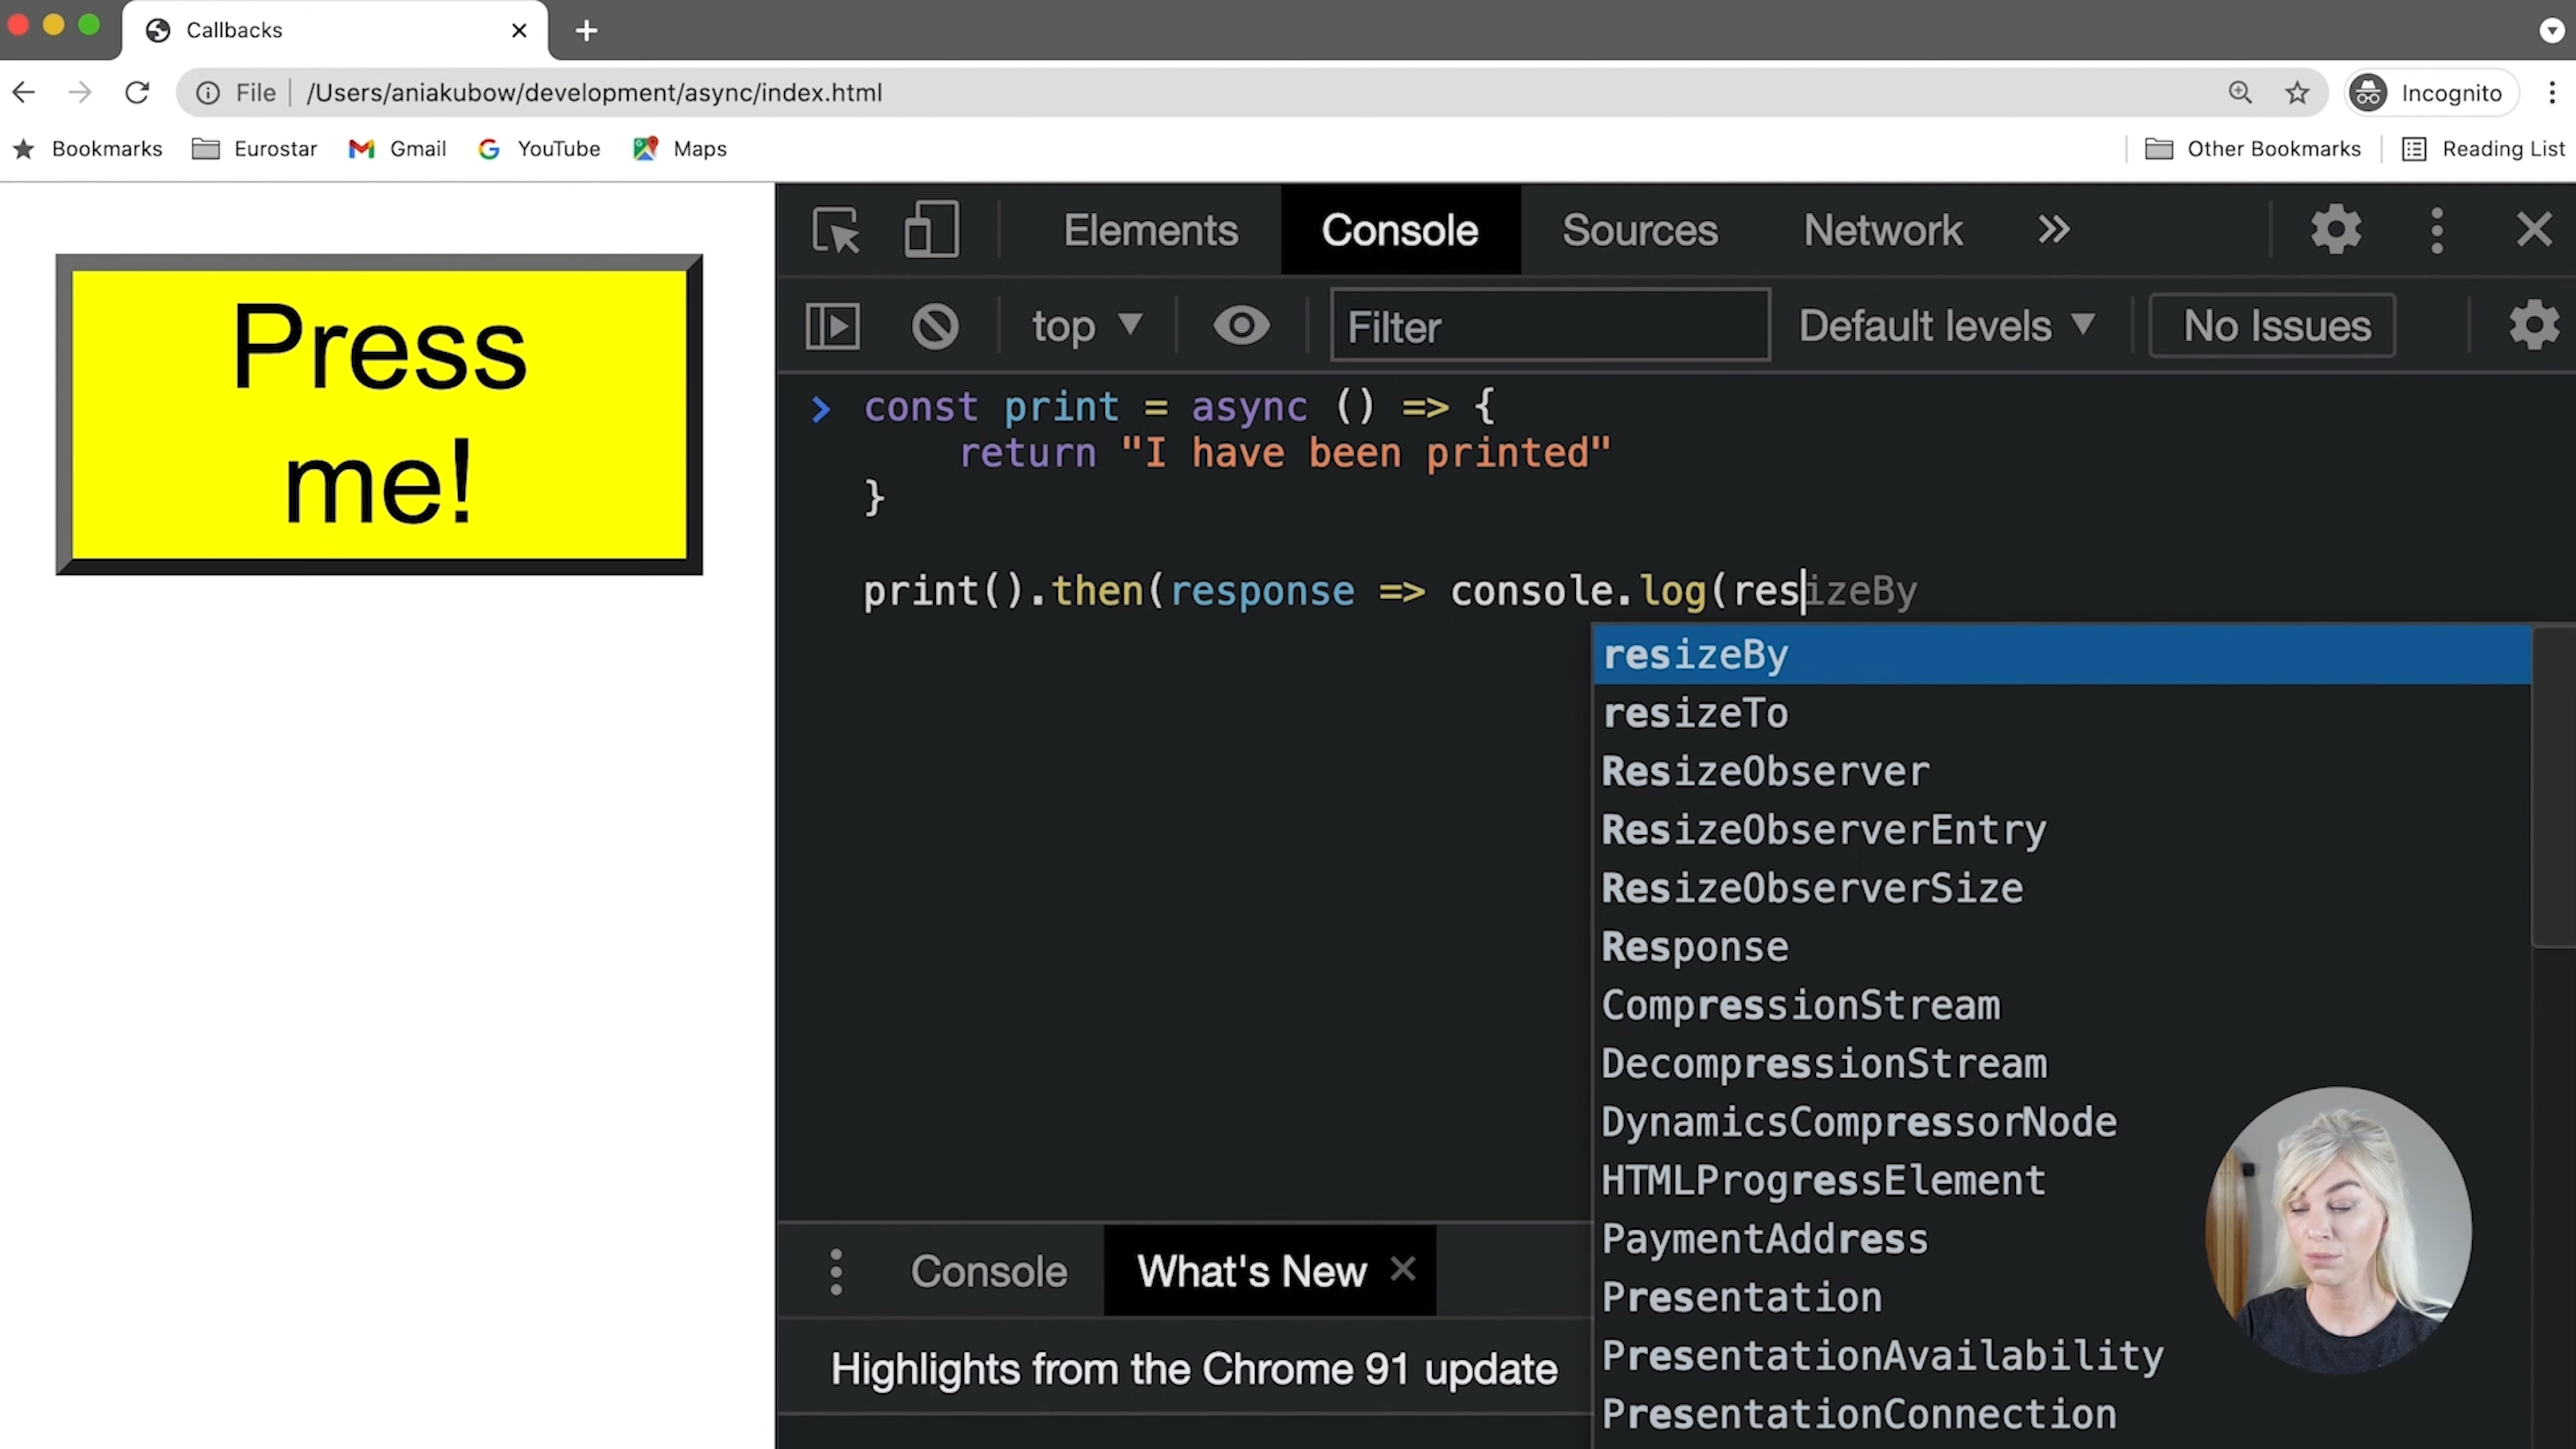 Callbacks
File /Users/aniakubow/development/async/index.html Incognito
Bookmarks Eurostar Gmail YouTube Maps Other Bookmarks Reading List
Press
me!
Elements Console Sources Network
top Filter Default levels No Issues
const print = async () => {
return "I have been printed"
}
print().then(response => console.log(resizeBy
resizeBy
resizeTo
ResizeObserver
ResizeObserverEntry
ResizeObserverSize
Response
CompressionStream
DecompressionStream
DynamicsCompressorNode
HTMLProgressElement
PaymentAddress
Presentation
PresentationAvailability
PresentationConnection
Console What's New
Highlights from the Chrome 91 update